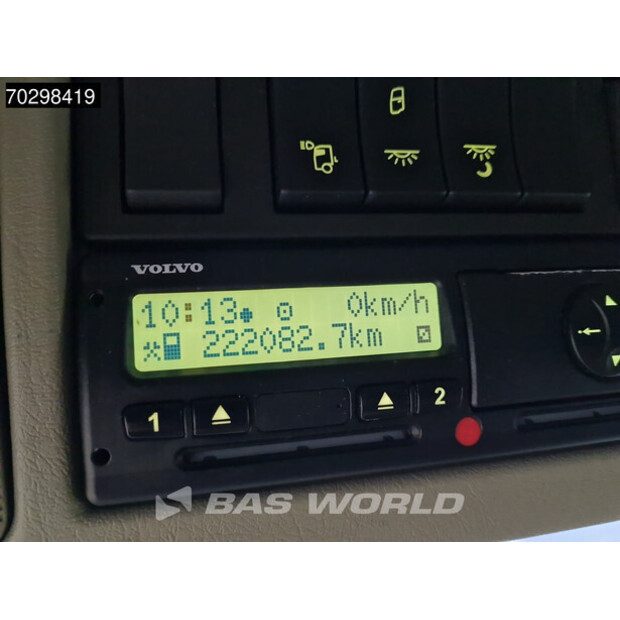 70298419
VOLVO
10:13 0km/h
222082.7km
1 2
BAS WORLD